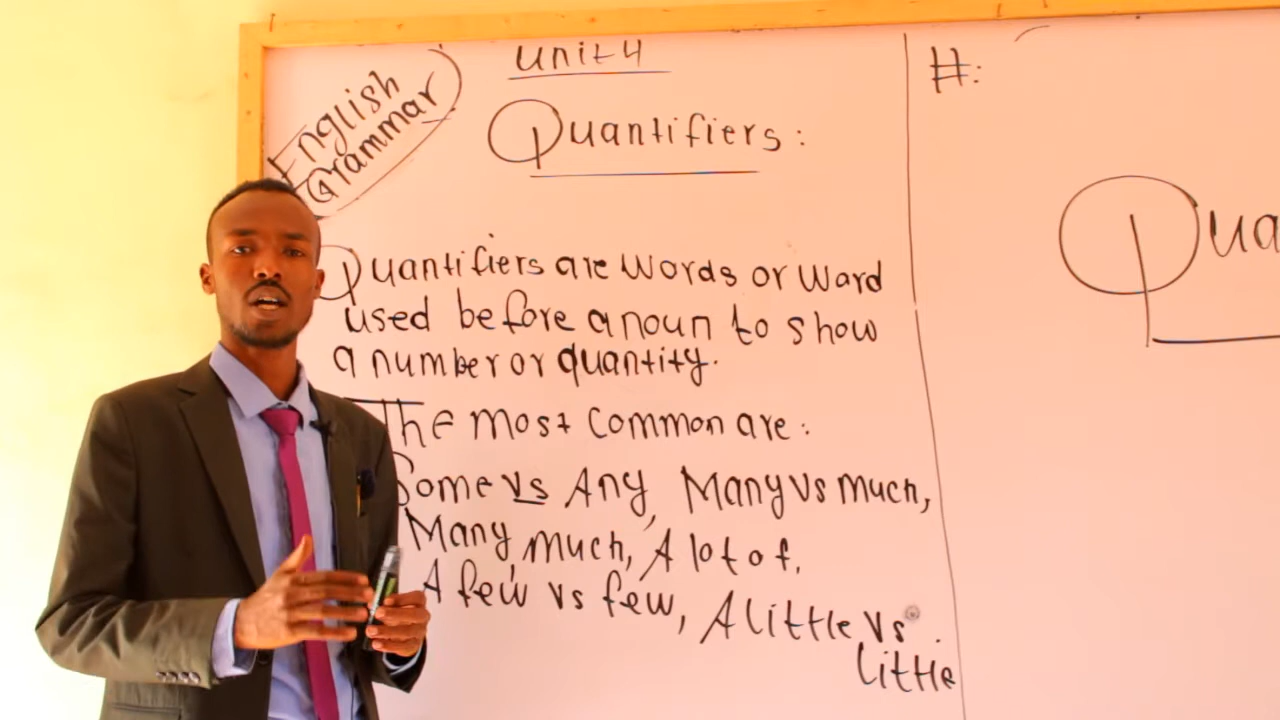 English
Grammar
Unit 4
Quantifiers:
Quantifiers are words or word
used before a noun to show
a number or quantity.
The most common are:
Some vs Any, Many vs much,
Many, much, A lot of,
A few vs few, A little vs
little
#:
Qua